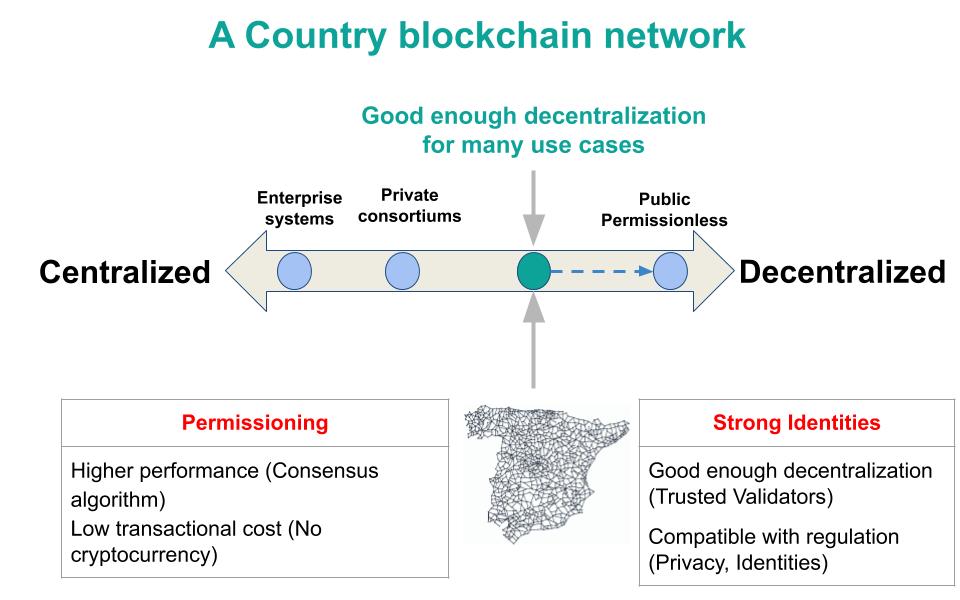 A Country blockchain network
Good enough decentralization
for many use cases
Enterprise
systems
Private
consortiums
Public
Permissionless
Centralized
Decentralized
Permissioning
Higher performance (Consensus
algorithm)
Low transactional cost (No
cryptocurrency)
Strong Identities
Good enough decentralization
(Trusted Validators)
Compatible with regulation
(Privacy, Identities)